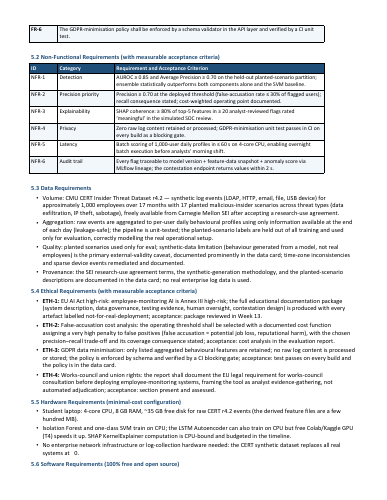 FR-6 The GDPR-minimisation policy shall be enforced by a schema validator in the API layer and verified by a CI unit
test.
5.2 Non-Functional Requirements (with measurable acceptance criteria)
ID Category Requirement and Acceptance Criterion
NFR-1 Detection AUROC ≥ 0.85 and Average Precision ≥ 0.70 on the held-out planted-scenario partition;
ensemble statistically outperforms both components alone and the SVM baseline.
NFR-2 Precision priority Precision ≥ 0.70 at the deployed threshold (false-accusation rate ≤ 30% of flagged users);
recall consequence stated; cost-weighted operating point documented.
NFR-3 Explainability SHAP coherence: ≥ 80% of top-5 features in ≥ 20 analyst-reviewed flags rated
'meaningful' in the simulated SOC review.
NFR-4 Privacy Zero raw log content retained or processed; GDPR-minimisation unit test passes in CI on
every build as a blocking gate.
NFR-5 Latency Batch scoring of 1,000-user daily profiles in ≤ 60 s on 4-core CPU, enabling overnight
batch execution before analysts' morning shift.
NFR-6 Audit trail Every flag traceable to model version + feature-data snapshot + anomaly score via
MLflow lineage; the contestation endpoint returns values within 2 s.
5.3 Data Requirements
• Volume: CMU CERT Insider Threat Dataset r4.2 — synthetic log events (LDAP, HTTP, email, file, USB device) for
approximately 1,000 employees over 17 months with 17 planted malicious-insider scenarios across threat types (data
exfiltration, IP theft, sabotage), freely available from Carnegie Mellon SEI after accepting a research-use agreement.
• Aggregation: raw events are aggregated to per-user daily behavioural profiles using only information available at the end
of each day (leakage-safe); the pipeline is unit-tested; the planted-scenario labels are held out of all training and used
only for evaluation, correctly modelling the real operational setup.
• Quality: planted scenarios used only for eval; synthetic-data limitation (behaviour generated from a model, not real
employees) is the primary external-validity caveat, documented prominently in the data card; time-zone inconsistencies
and sparse device events remediated and documented.
• Provenance: the SEI research-use agreement terms, the synthetic-generation methodology, and the planted-scenario
descriptions are documented in the data card; no real enterprise log data is used.
5.4 Ethical Requirements (with measurable acceptance criteria)
• ETH-1: EU AI Act high-risk: employee-monitoring AI is Annex III high-risk; the full educational documentation package
(system description, data governance, testing evidence, human oversight, contestation design) is produced with every
artefact labelled not-for-real-deployment; acceptance: package reviewed in Week 13.
• ETH-2: False-accusation cost analysis: the operating threshold shall be selected with a documented cost function
assigning a very high penalty to false positives (false accusation = potential job loss, reputational harm), with the chosen
precision–recall trade-off and its coverage consequence stated; acceptance: cost analysis in the evaluation report.
• ETH-3: GDPR data minimisation: only listed aggregated behavioural features are retained; no raw log content is processed
or stored; the policy is enforced by schema and verified by a CI blocking gate; acceptance: test passes on every build and
the policy is in the data card.
• ETH-4: Works-council and union rights: the report shall document the EU legal requirement for works-council
consultation before deploying employee-monitoring systems, framing the tool as analyst evidence-gathering, not
automated adjudication; acceptance: section present and assessed.
5.5 Hardware Requirements (minimal-cost configuration)
• Student laptop: 4-core CPU, 8 GB RAM, ~35 GB free disk for raw CERT r4.2 events (the derived feature files are a few
hundred MB).
• Isolation Forest and one-class SVM train on CPU; the LSTM Autoencoder can also train on CPU but free Colab/Kaggle GPU
(T4) speeds it up. SHAP KernelExplainer computation is CPU-bound and budgeted in the timeline.
• No enterprise network infrastructure or log-collection hardware needed: the CERT synthetic dataset replaces all real
systems at 0.
5.6 Software Requirements (100% free and open source)